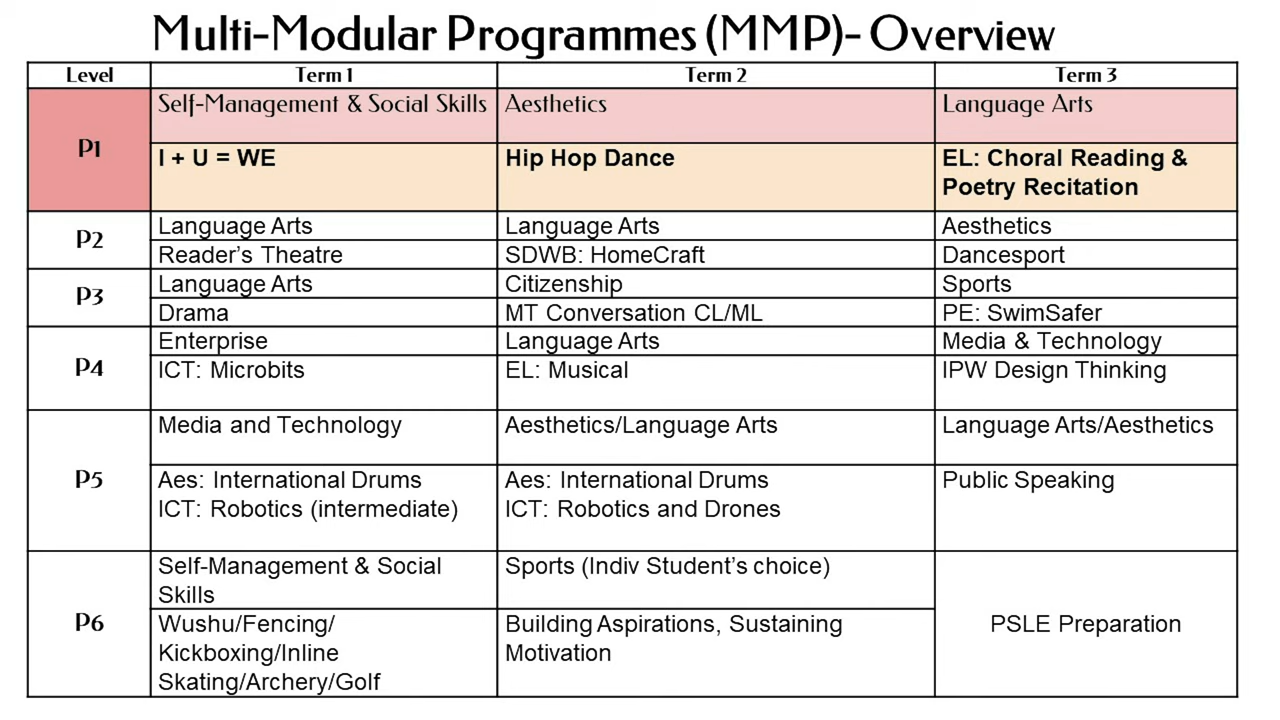 Multi-Modular Programmes (MMP)- Overview
Level Term 1 Term 2 Term 3
P1
Self-Management & Social Skills
Aesthetics
Language Arts
I + U = WE
Hip Hop Dance
EL: Choral Reading &
Poetry Recitation
P2
Language Arts
Language Arts
Aesthetics
Reader's Theatre
SDWB: HomeCraft
Dancesport
P3
Language Arts
Citizenship
Sports
Drama
MT Conversation CL/ML
PE: SwimSafer
P4
Enterprise
Language Arts
Media & Technology
ICT: Microbits
EL: Musical
IPW Design Thinking
P5
Media and Technology
Aesthetics/Language Arts
Language Arts/Aesthetics
Aes: International Drums
ICT: Robotics (intermediate)
Aes: International Drums
ICT: Robotics and Drones
Public Speaking
P6
Self-Management & Social
Skills
Sports (Indiv Student's choice)
PSLE Preparation
Wushu/Fencing/
Kickboxing/Inline
Skating/Archery/Golf
Building Aspirations, Sustaining
Motivation